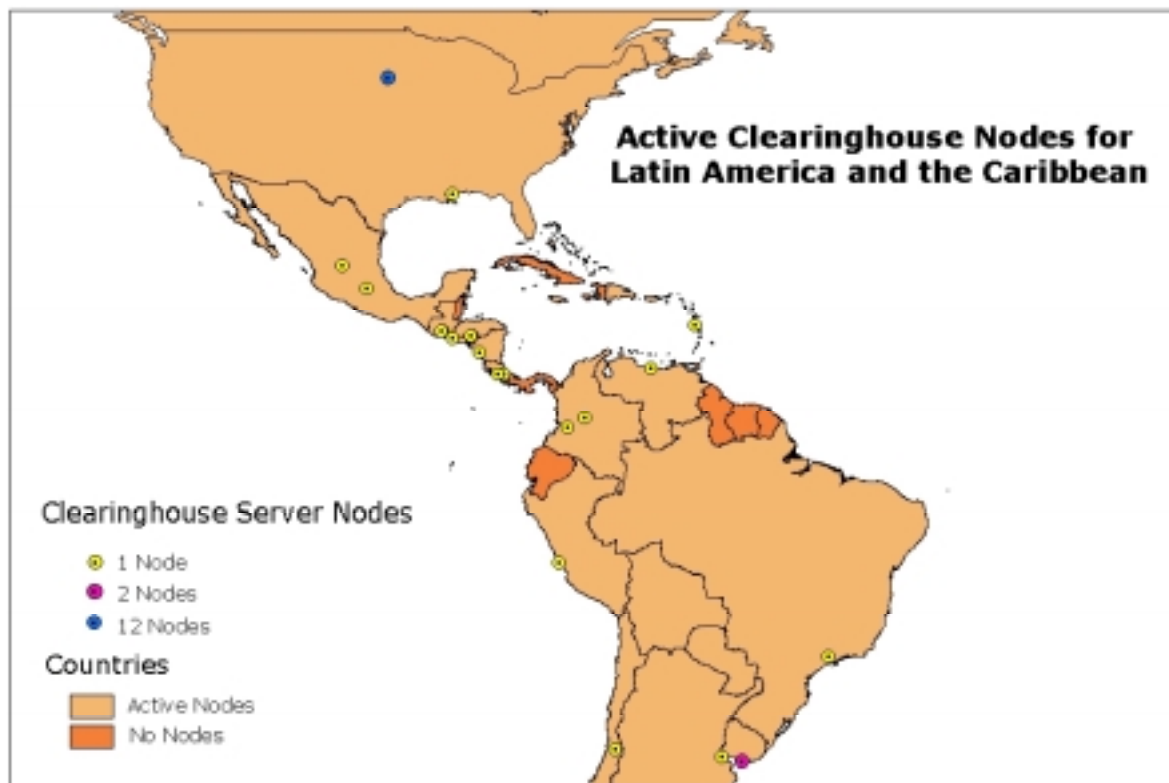 Active Clearinghouse Nodes for
Latin America and the Caribbean
Clearinghouse Server Nodes
1 Node
2 Nodes
12 Nodes
Countries
Active Nodes
No Nodes